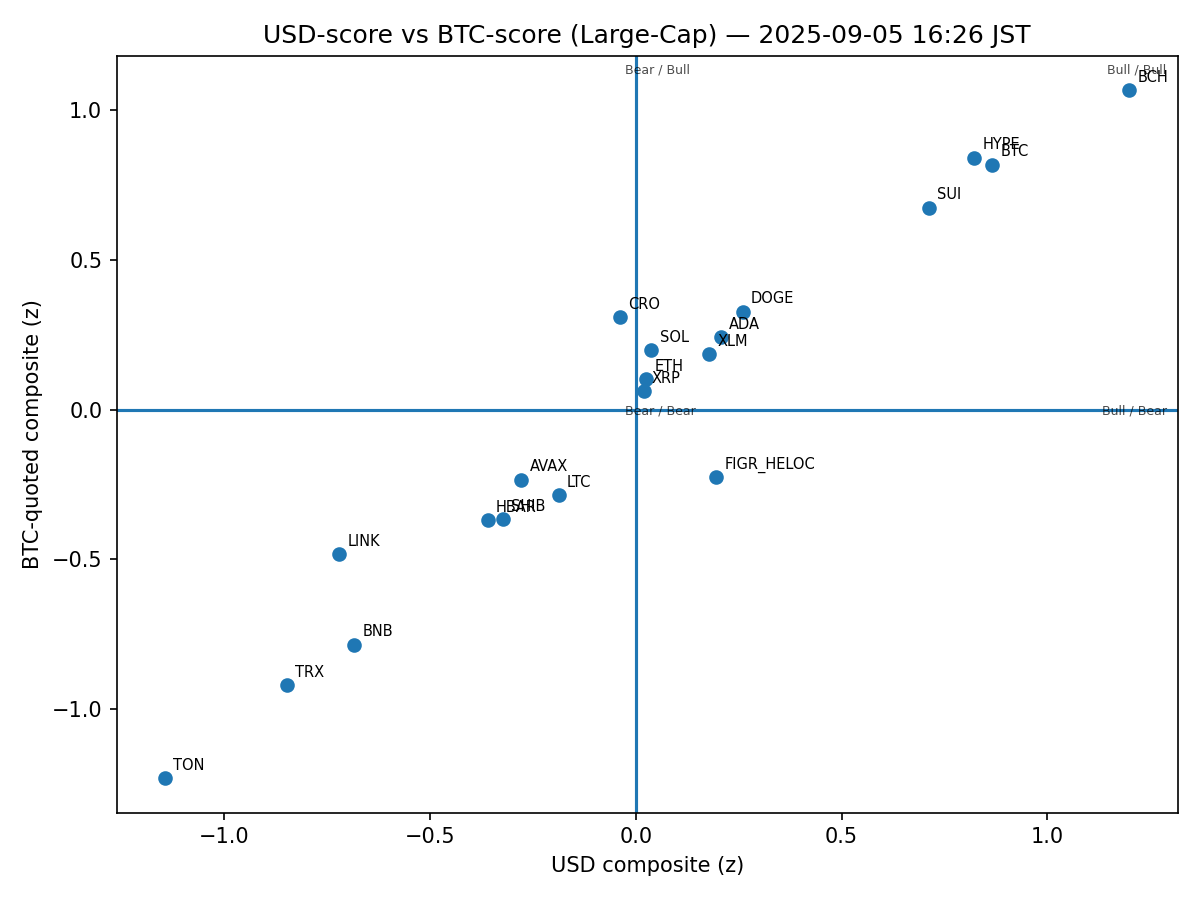 USD-score vs BTC-score (Large-Cap) — 2025-09-05 16:26 JST
Bear / Bull
Bull / Bull
BCH
HYPE
BTC
SUI
CRO
DOGE
ADA
SOL
XLM
ETH
XRP
Bear / Bear
Bull / Bear
AVAX
LTC
FIGR_HELOC
HBAR
SHIB
LINK
BNB
TRX
TON
1.0
0.5
0.0
−0.5
−1.0
BTC-quoted composite (z)
−1.0
−0.5
0.0
0.5
1.0
USD composite (z)